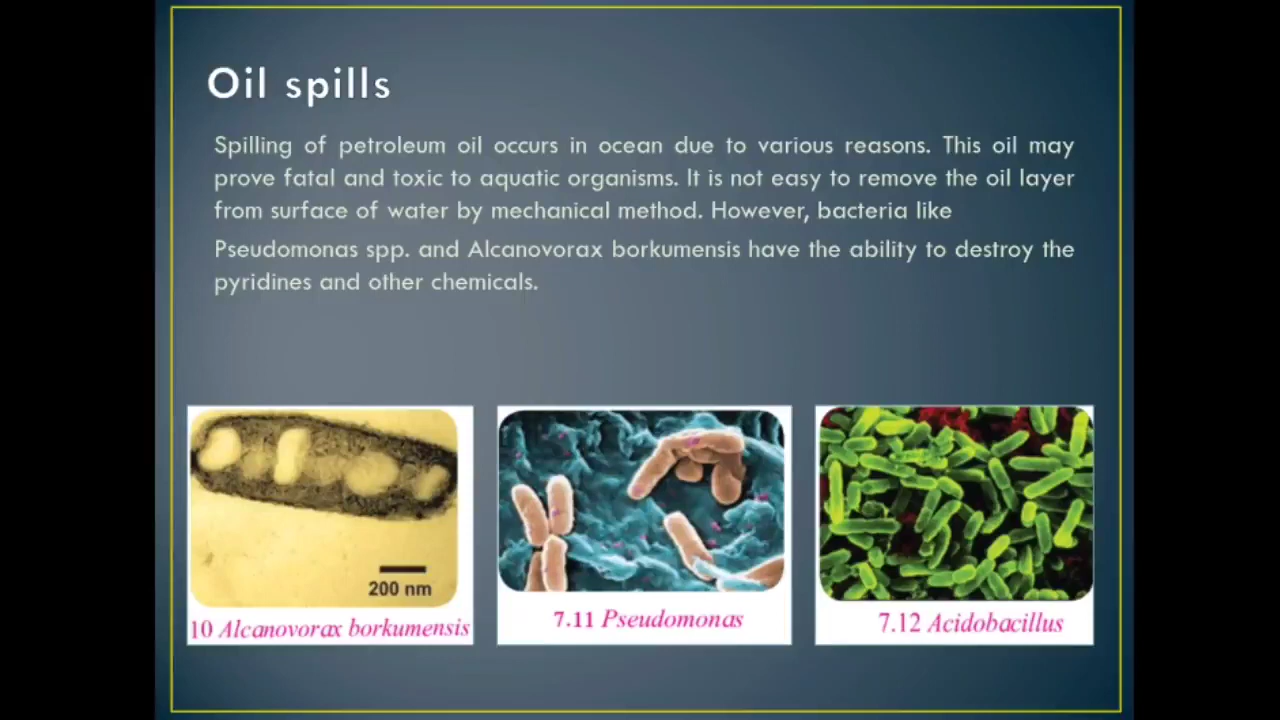 Oil spills
Spilling of petroleum oil occurs in ocean due to various reasons. This oil may
prove fatal and toxic to aquatic organisms. It is not easy to remove the oil layer
from surface of water by mechanical method. However, bacteria like
Pseudomonas spp. and Alcanovorax borkumensis have the ability to destroy the
pyridines and other chemicals.
200 nm
10 Alcanovorax borkumensis
7.11 Pseudomonas
7.12 Acidobacillus